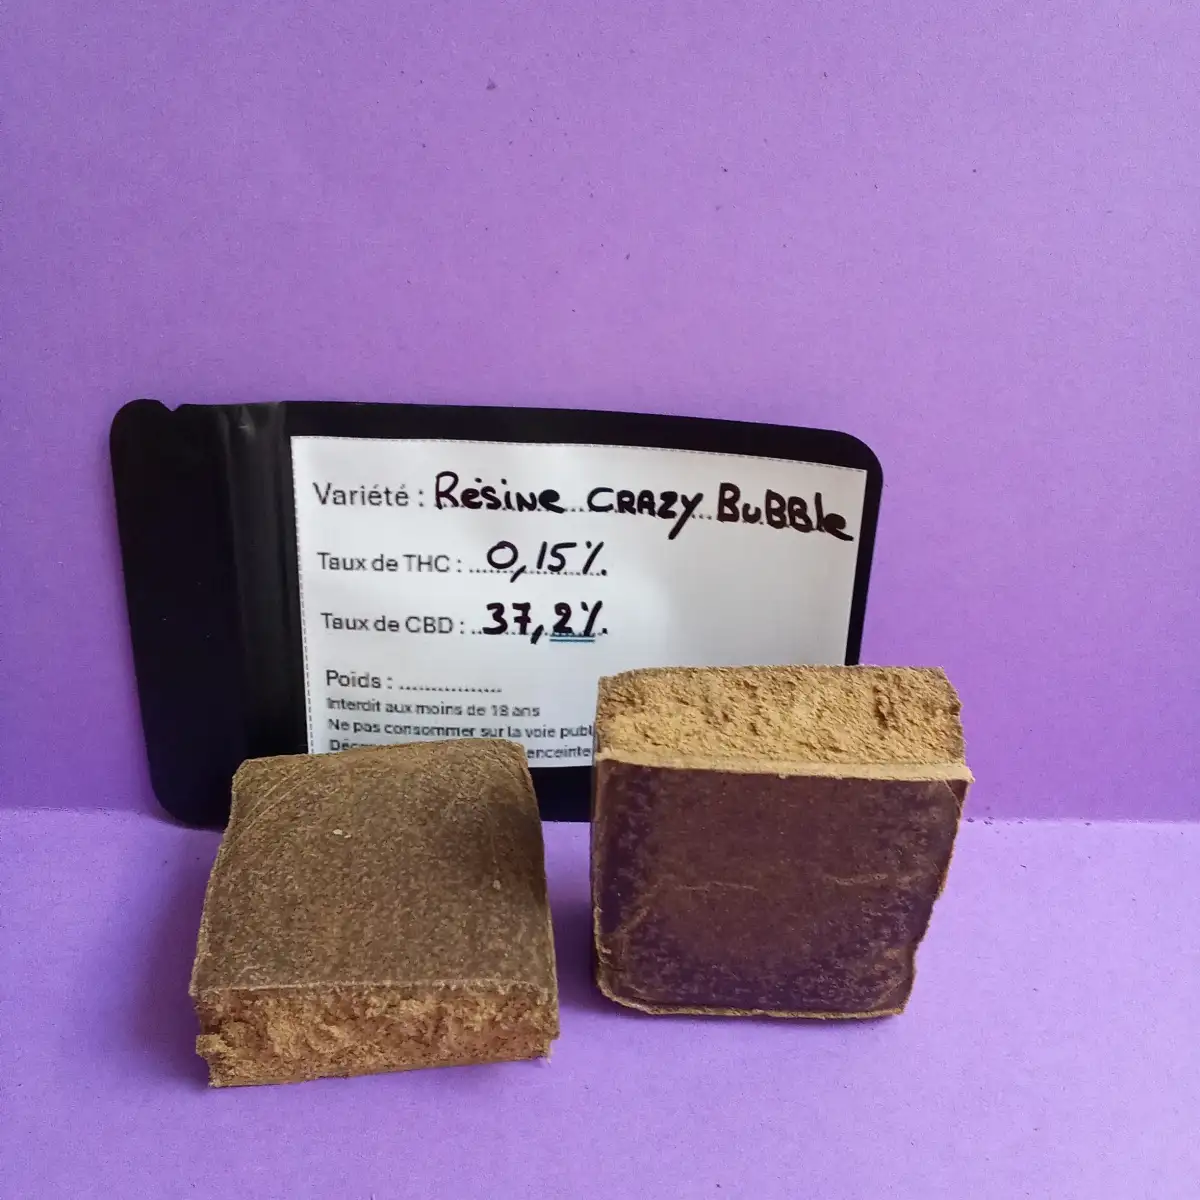 Variété : Résine CRAZY BuBBle
Taux de THC : 0,15%
Taux de CBD : 37,2%
Poids : ................
Interdit aux moins de 18 ans
Ne pas consommer sur la voie
enceinte